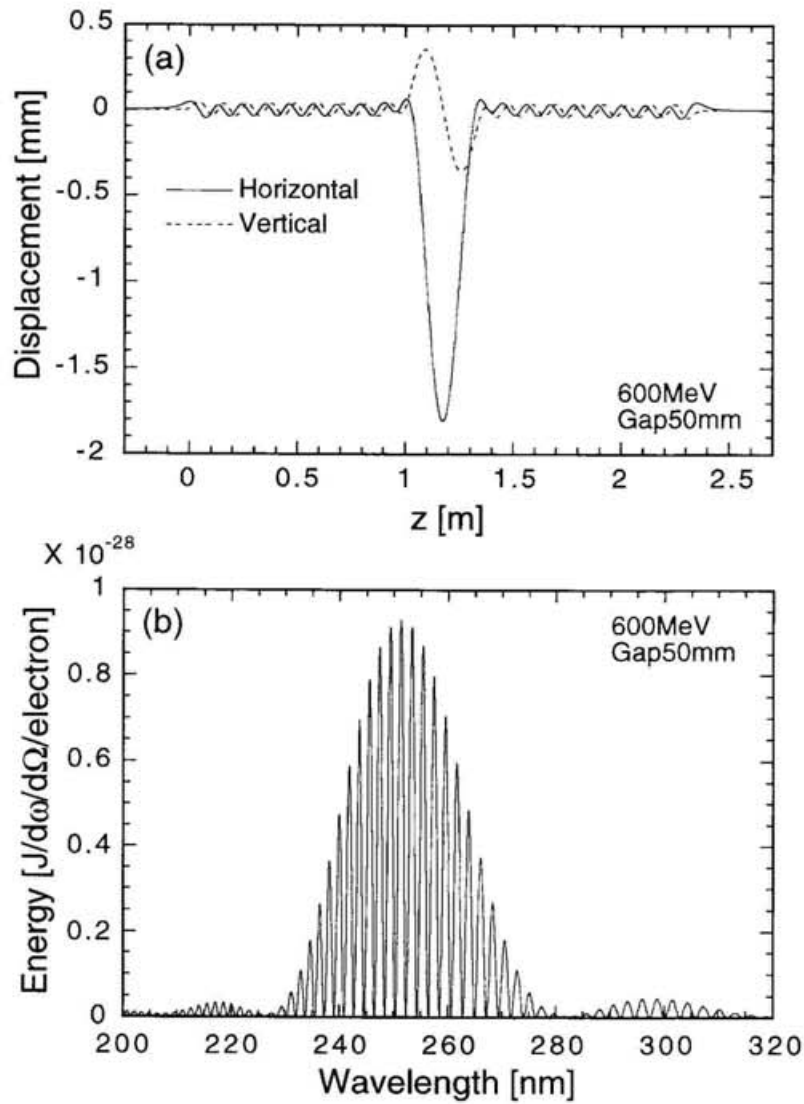 0.5
(a)
0
-0.5
-1
-1.5
-2
Displacement [mm]
Horizontal
Vertical
600MeV
Gap50mm
0 0.5 1 1.5 2 2.5
z [m]
X 10-28
1
(b)
600MeV
Gap50mm
0.8
0.6
0.4
0.2
0
Energy [J/dω/dΩ/electron]
200 220 240 260 280 300 320
Wavelength [nm]